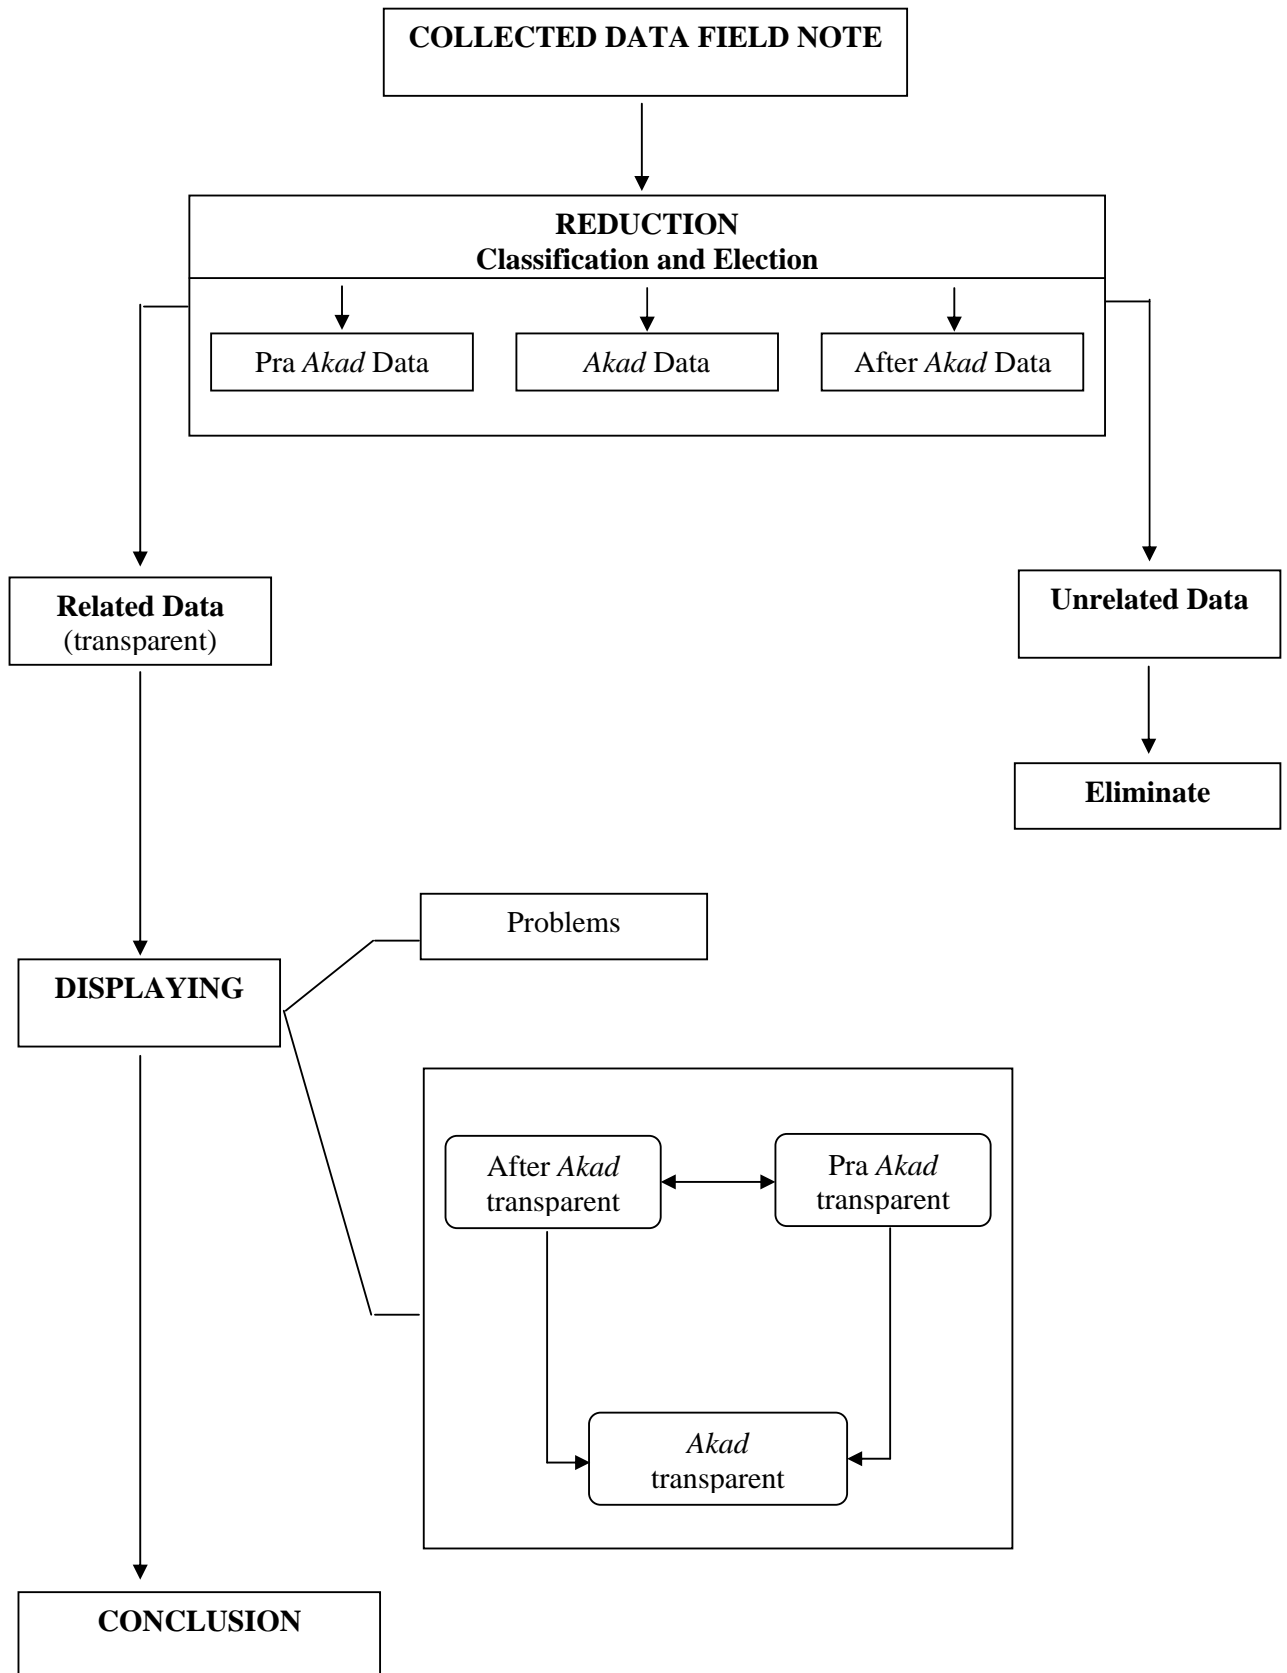 COLLECTED DATA FIELD NOTE
REDUCTION
Classification and Election
Pra Akad Data
Akad Data
After Akad Data
Related Data
(transparent)
Unrelated Data
Eliminate
Problems
DISPLAYING
After Akad
transparent
Pra Akad
transparent
Akad
transparent
CONCLUSION